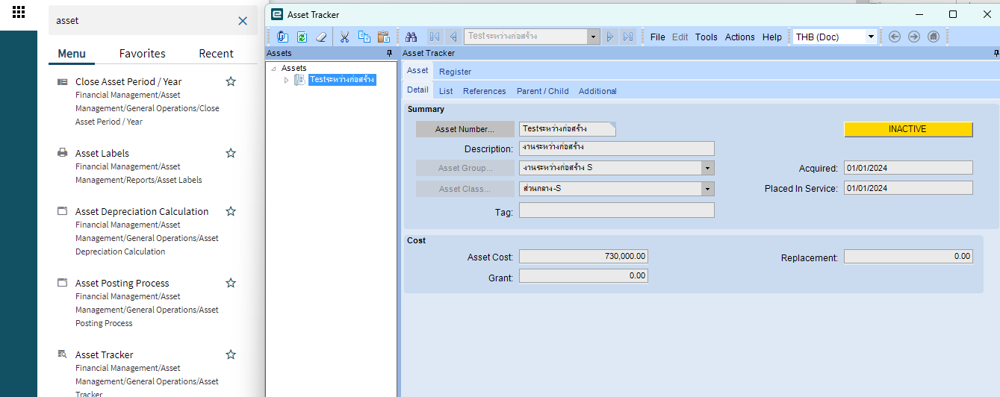 asset
Menu
Favorites
Recent
Close Asset Period / Year
Financial Management/Asset
Management/General Operations/Close
Asset Period / Year
Asset Labels
Financial Management/Asset
Management/Reports/Asset Labels
Asset Depreciation Calculation
Financial Management/Asset
Management/General Operations/Asset
Depreciation Calculation
Asset Posting Process
Financial Management/Asset
Management/General Operations/Asset
Posting Process
Asset Tracker
Financial Management/Asset
Management/General Operations/Asset
Tracker
Asset Tracker
Testระหว่างก่อสร้าง
File Edit Tools Actions Help
THB (Doc)
Assets
Assets
Testระหว่างก่อสร้าง
Asset Tracker
Asset Register
Detail List References Parent / Child Additional
Summary
Asset Number... Testระหว่างก่อสร้าง INACTIVE
Description: งานระหว่างก่อสร้าง
Asset Group... งานระหว่างก่อสร้าง S Acquired: 01/01/2024
Asset Class... ส่วนกลาง-S Placed In Service: 01/01/2024
Tag:
Cost
Asset Cost: 730,000.00 Replacement: 0.00
Grant: 0.00